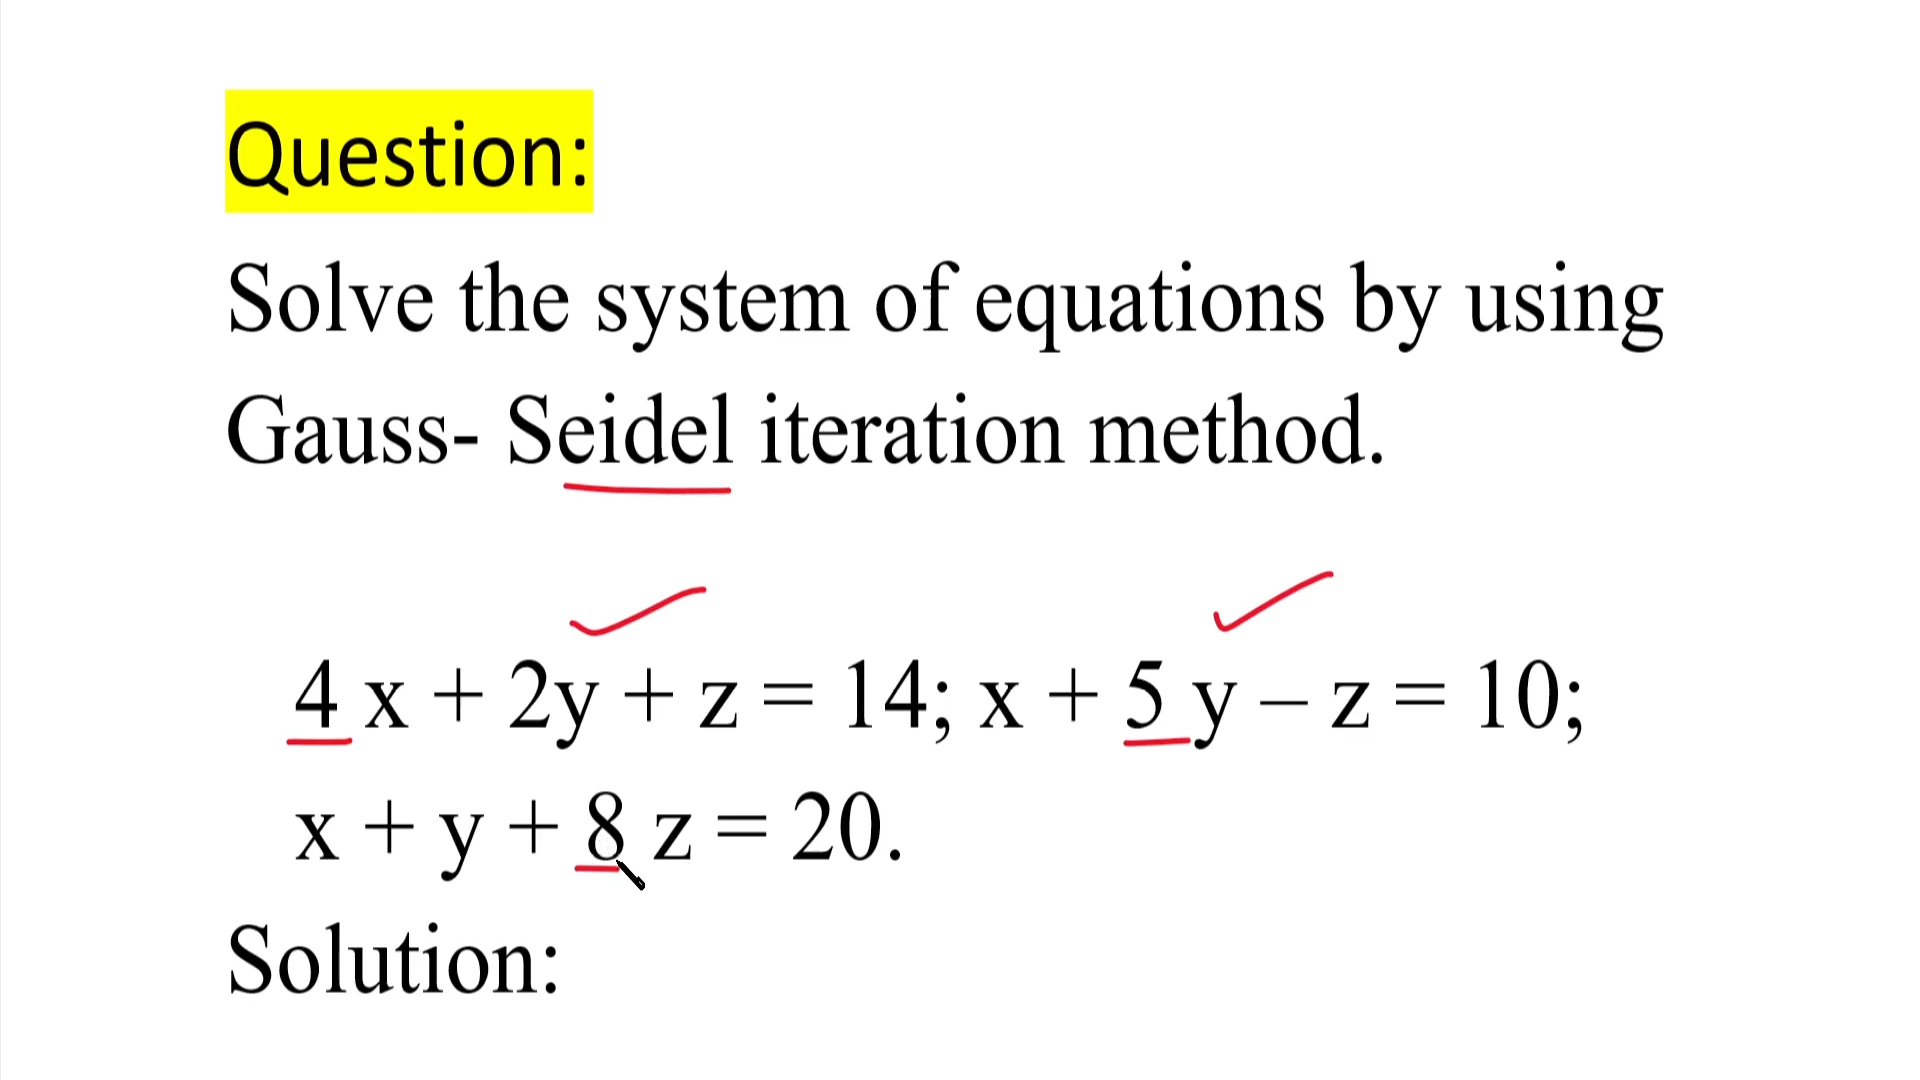 Question:
Solve the system of equations by using
Gauss- Seidel iteration method.
4 x + 2y + z = 14; x + 5 y – z = 10;
x + y + 8 z = 20.
Solution: